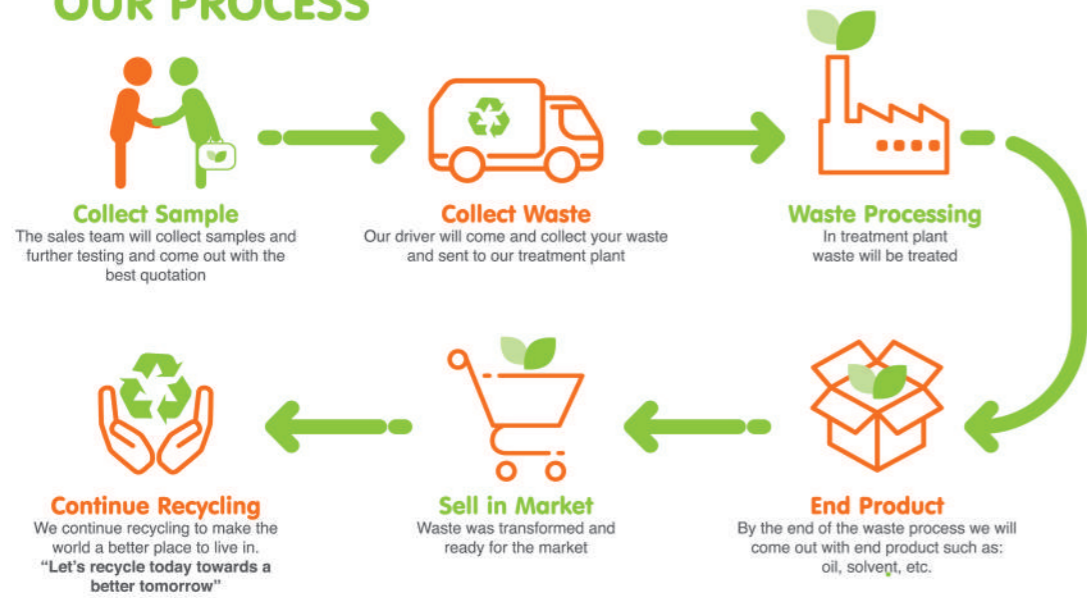 OUR PROCESS
Collect Sample
The sales team will collect samples and
further testing and come out with the
best quotation
Collect Waste
Our driver will come and collect your waste
and sent to our treatment plant
Waste Processing
In treatment plant
waste will be treated
End Product
By the end of the waste process we will
come out with end product such as:
oil, solvent, etc.
Sell in Market
Waste was transformed and
ready for the market
Continue Recycling
We continue recycling to make the
world a better place to live in.
“Let’s recycle today towards a
better tomorrow”